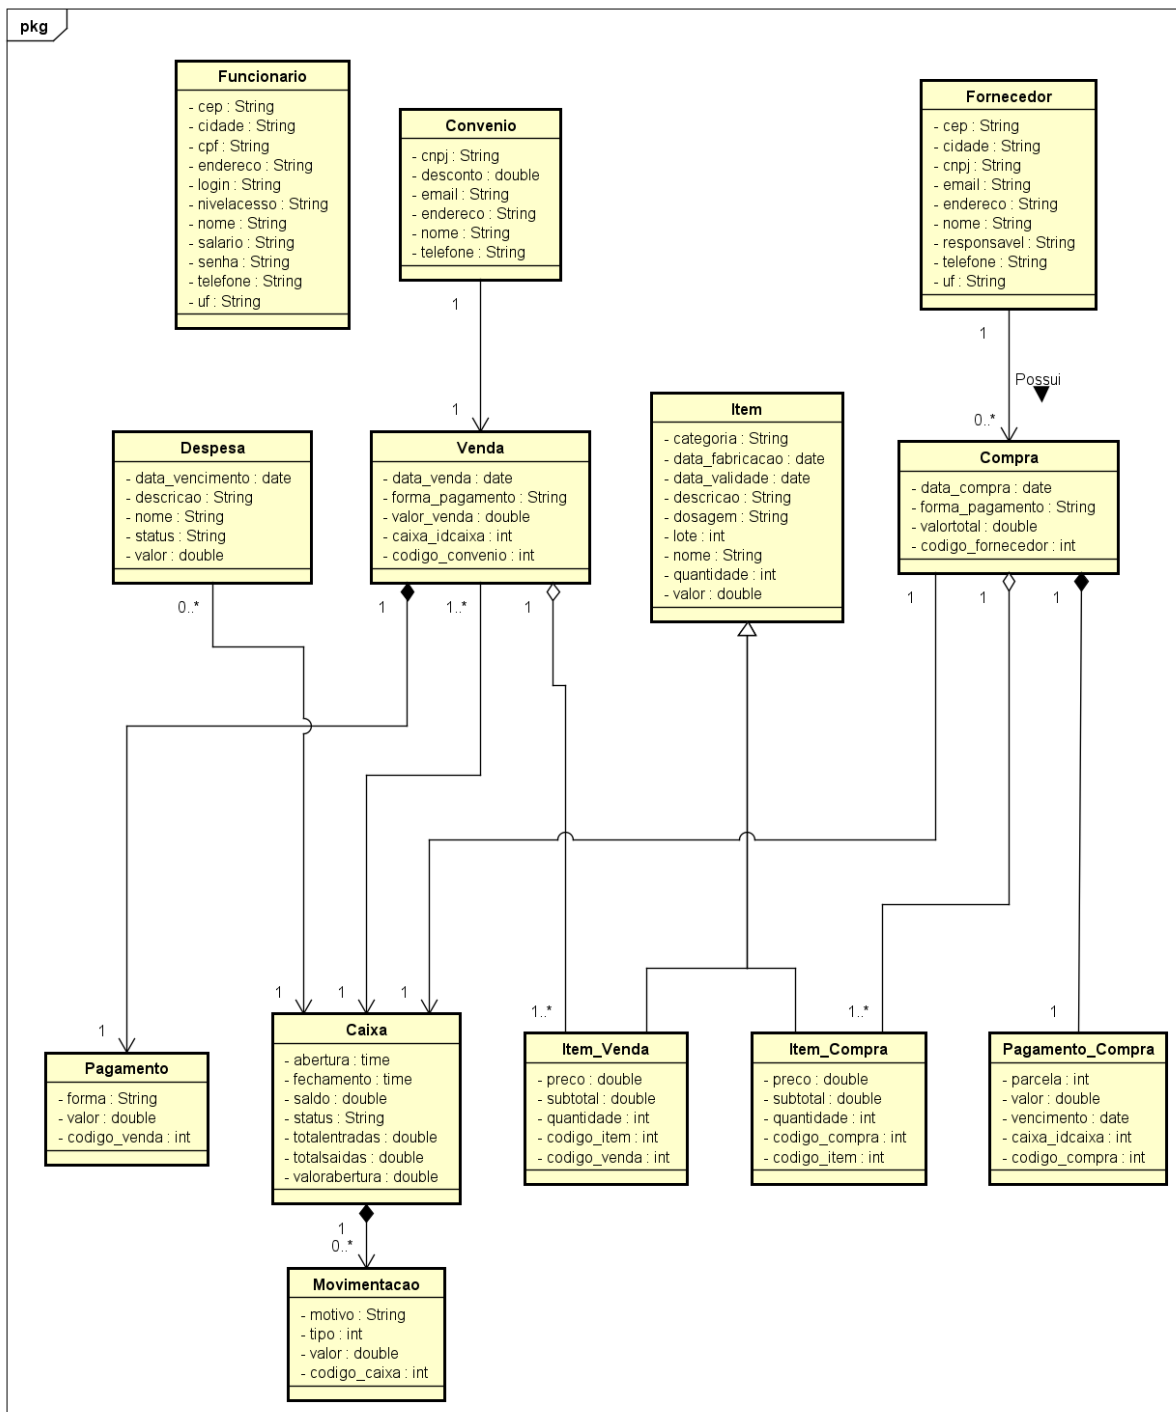 pkg
Funcionario
- cep : String
- cidade : String
- cpf : String
- endereco : String
- login : String
- nivelacesso : String
- nome : String
- salario : String
- senha : String
- telefone : String
- uf : String
Convenio
- cnpj : String
- desconto : double
- email : String
- endereco : String
- nome : String
- telefone : String
Fornecedor
- cep : String
- cidade : String
- cnpj : String
- email : String
- endereco : String
- nome : String
- responsavel : String
- telefone : String
- uf : String
1
1
Possui
1
0..*
Despesa
- data_vencimento : date
- descricao : String
- nome : String
- status : String
- valor : double
Venda
- data_venda : date
- forma_pagamento : String
- valor_venda : double
- caixa_idcaixa : int
- codigo_convenio : int
Item
- categoria : String
- data_fabricacao : date
- data_validade : date
- descricao : String
- dosagem : String
- lote : int
- nome : String
- quantidade : int
- valor : double
Compra
- data_compra : date
- forma_pagamento : String
- valortotal : double
- codigo_fornecedor : int
0..*
1
1..*
1
1
1
1
1
1
1
1
1..*
1..*
1
Pagamento
- forma : String
- valor : double
- codigo_venda : int
Caixa
- abertura : time
- fechamento : time
- saldo : double
- status : String
- totalentradas : double
- totalsaidas : double
- valorabertura : double
Item_Venda
- preco : double
- subtotal : double
- quantidade : int
- codigo_item : int
- codigo_venda : int
Item_Compra
- preco : double
- subtotal : double
- quantidade : int
- codigo_compra : int
- codigo_item : int
Pagamento_Compra
- parcela : int
- valor : double
- vencimento : date
- caixa_idcaixa : int
- codigo_compra : int
1
0..*
Movimentacao
- motivo : String
- tipo : int
- valor : double
- codigo_caixa : int